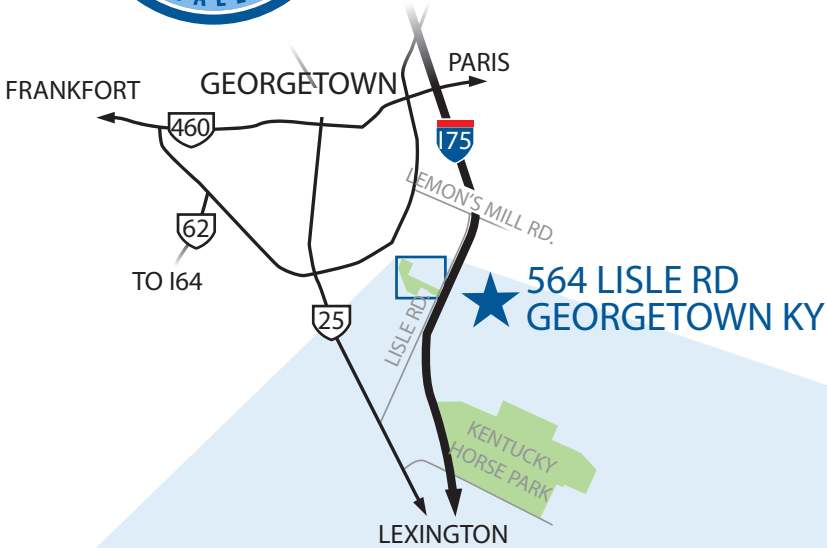 PARIS
FRANKFORT
GEORGETOWN
460
I75
LEMON'S MILL RD.
62
TO I64
564 LISLE RD
GEORGETOWN KY
25
LISLE RD.
KENTUCKY
HORSE PARK
LEXINGTON